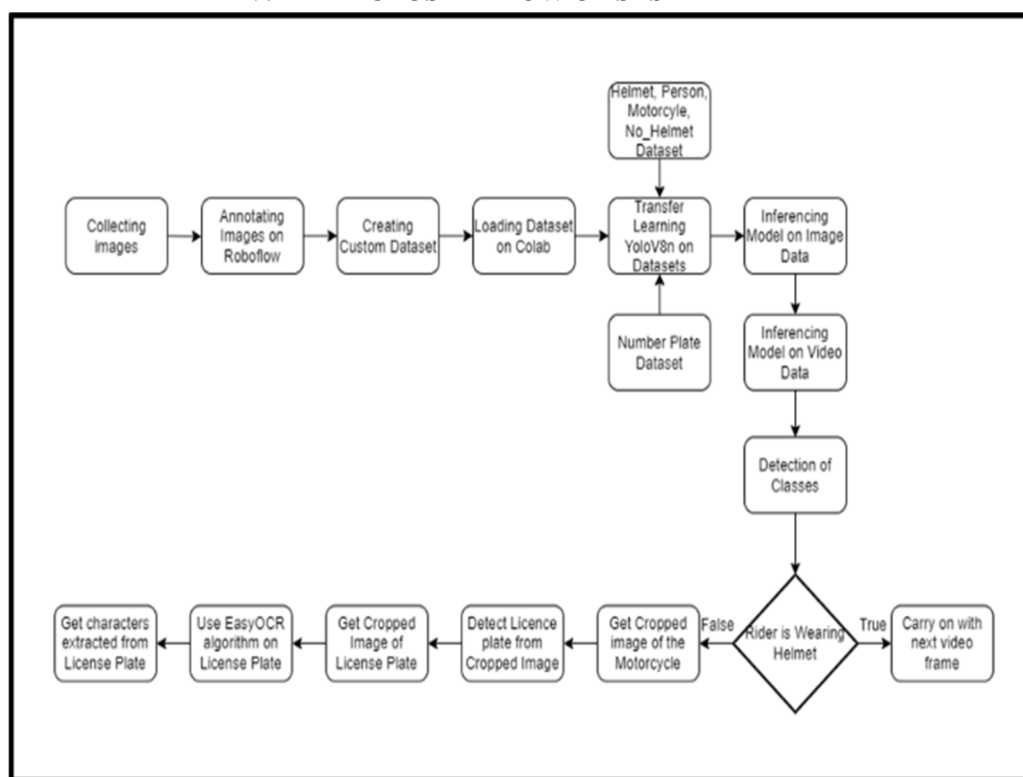 Helmet, Person,
Motorcyle,
No_Helmet
Dataset
Collecting
images
Annotating
Images on
Roboflow
Creating
Custom Dataset
Loading Dataset
on Colab
Transfer
Learning
YoloV8n on
Datasets
Inferencing
Model on Image
Data
Number Plate
Dataset
Inferencing
Model on Video
Data
Detection of
Classes
Rider is Wearing
Helmet
True
Carry on with
next video
frame
False
Get Cropped
image of the
Motorcycle
Detect Licence
plate from
Cropped Image
Get Cropped
Image of
License Plate
Use EasyOCR
algorithm on
License Plate
Get characters
extracted from
License Plate